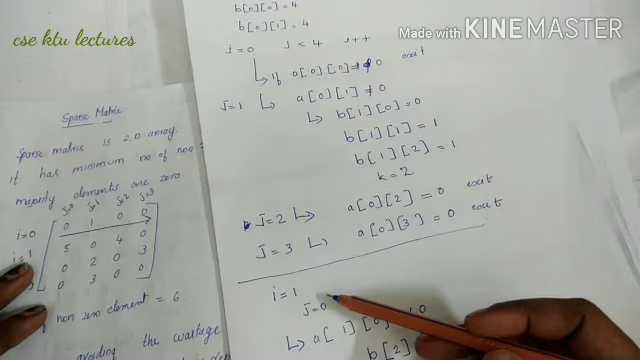 cse ktu lectures
Made with KINEMASTER
Sparse Matrix
Sparse matrix is 2D array.
It has minimum no of non
majority elements are zero
j=0 j=1 j=2 j=3
i=0 0 1 0 0
i=1 5 0 4 0
0 2 0 3
0 3 0 0
non zero element = 6
avoiding the wastage
b[0][0]=4
b[0][1]=4
i=0 j<4 j++
↳ if a[0][0] ≠ 0 exit
J=1 ↳ a[0][1] ≠ 0
↳ b[1][0]=0
b[1][1]=1
b[1][2]=1
k=2
J=2 ↳ a[0][2]=0 exit
J=3 ↳ a[0][3]=0 exit
i=1
J=0
↳ a[1][0]
b[2]